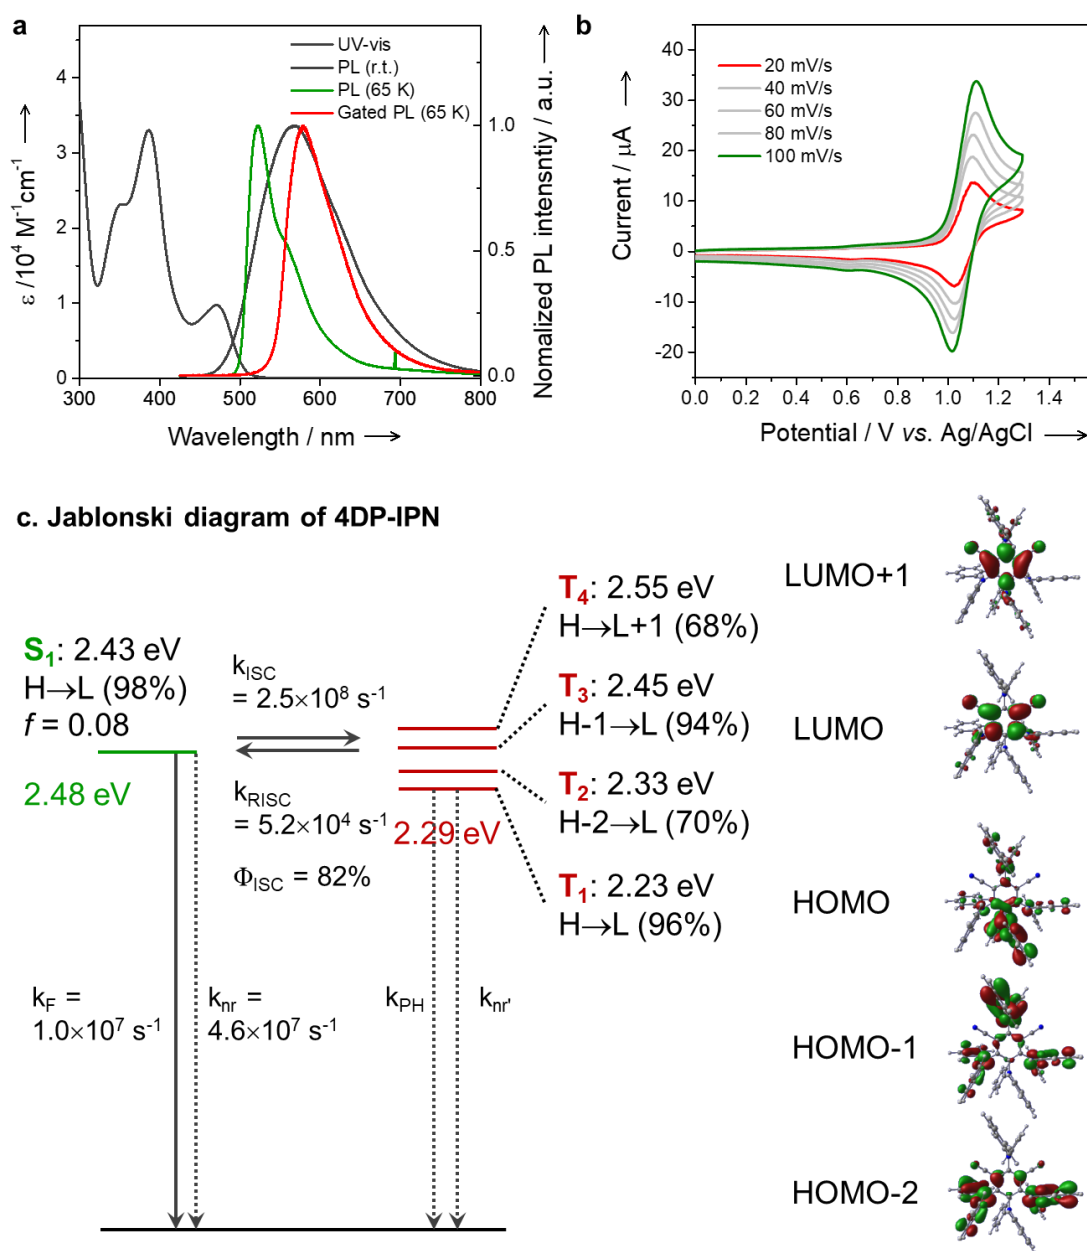 a
UV-vis
PL (r.t.)
PL (65 K)
Gated PL (65 K)
ε /10⁴ M⁻¹cm⁻¹
4
3
2
1
0
1.0
0.5
0.0
Nomalized PL intensntiy / a.u.
300 400 500 600 700 800
Wavelength / nm
b
20 mV/s
40 mV/s
60 mV/s
80 mV/s
100 mV/s
Current / μA
40
30
20
10
0
-10
-20
0.0 0.2 0.4 0.6 0.8 1.0 1.2 1.4
Potential / V vs. Ag/AgCl
c. Jablonski diagram of 4DP-IPN
S₁: 2.43 eV
H→L (98%)
f = 0.08
2.48 eV
k_ISC
= 2.5×10⁸ s⁻¹
k_RISC
= 5.2×10⁴ s⁻¹
Φ_ISC = 82%
2.29 eV
T₄: 2.55 eV
H→L+1 (68%)
T₃: 2.45 eV
H-1→L (94%)
T₂: 2.33 eV
H-2→L (70%)
T₁: 2.23 eV
H→L (96%)
k_F =
1.0×10⁷ s⁻¹
k_nr =
4.6×10⁷ s⁻¹
k_PH
k_nr'
LUMO+1
LUMO
HOMO
HOMO-1
HOMO-2